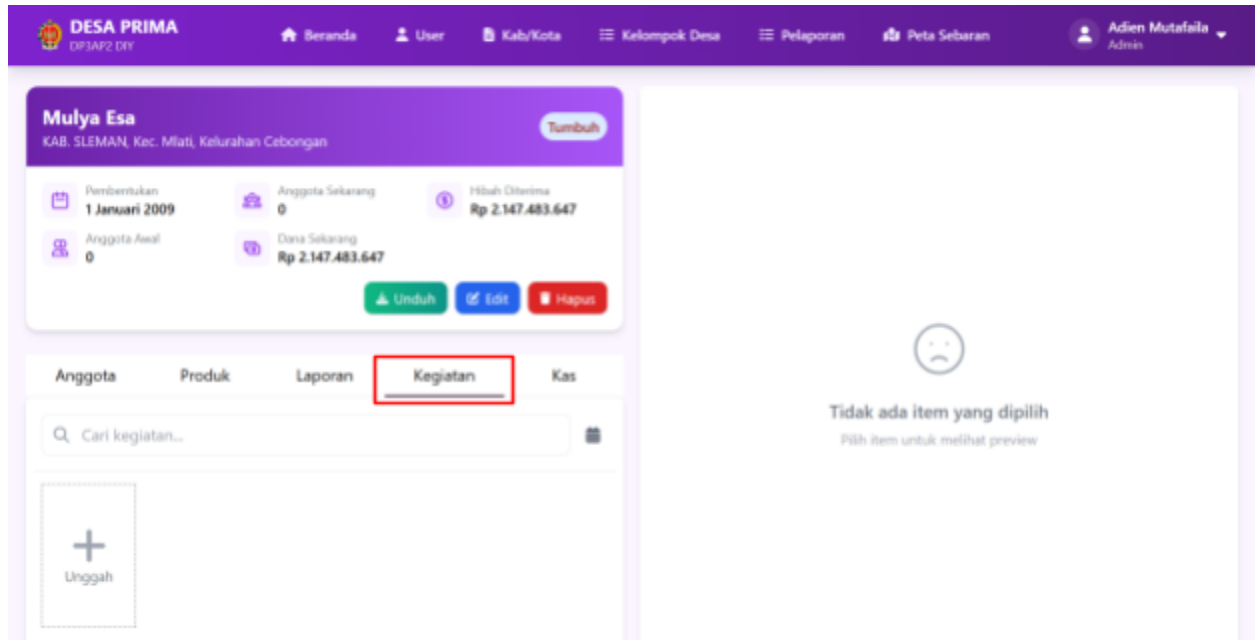 DESA PRIMA
DP3AP2 DIY
Beranda
User
Kab/Kota
Kelompok Desa
Pelaporan
Peta Sebaran
Adien Mutafaila
Admin
Mulya Esa
KAB. SLEMAN, Kec. Mlati, Kelurahan Cebongan
Tumbuh
Pembentukan
1 Januari 2009
Anggota Sekarang
0
Hibah Diterima
Rp 2.147.483.647
Anggota Awal
0
Dana Sekarang
Rp 2.147.483.647
Unduh
Edit
Hapus
Anggota
Produk
Laporan
Kegiatan
Kas
Cari kegiatan...
Unggah
Tidak ada item yang dipilih
Pilih item untuk melihat preview